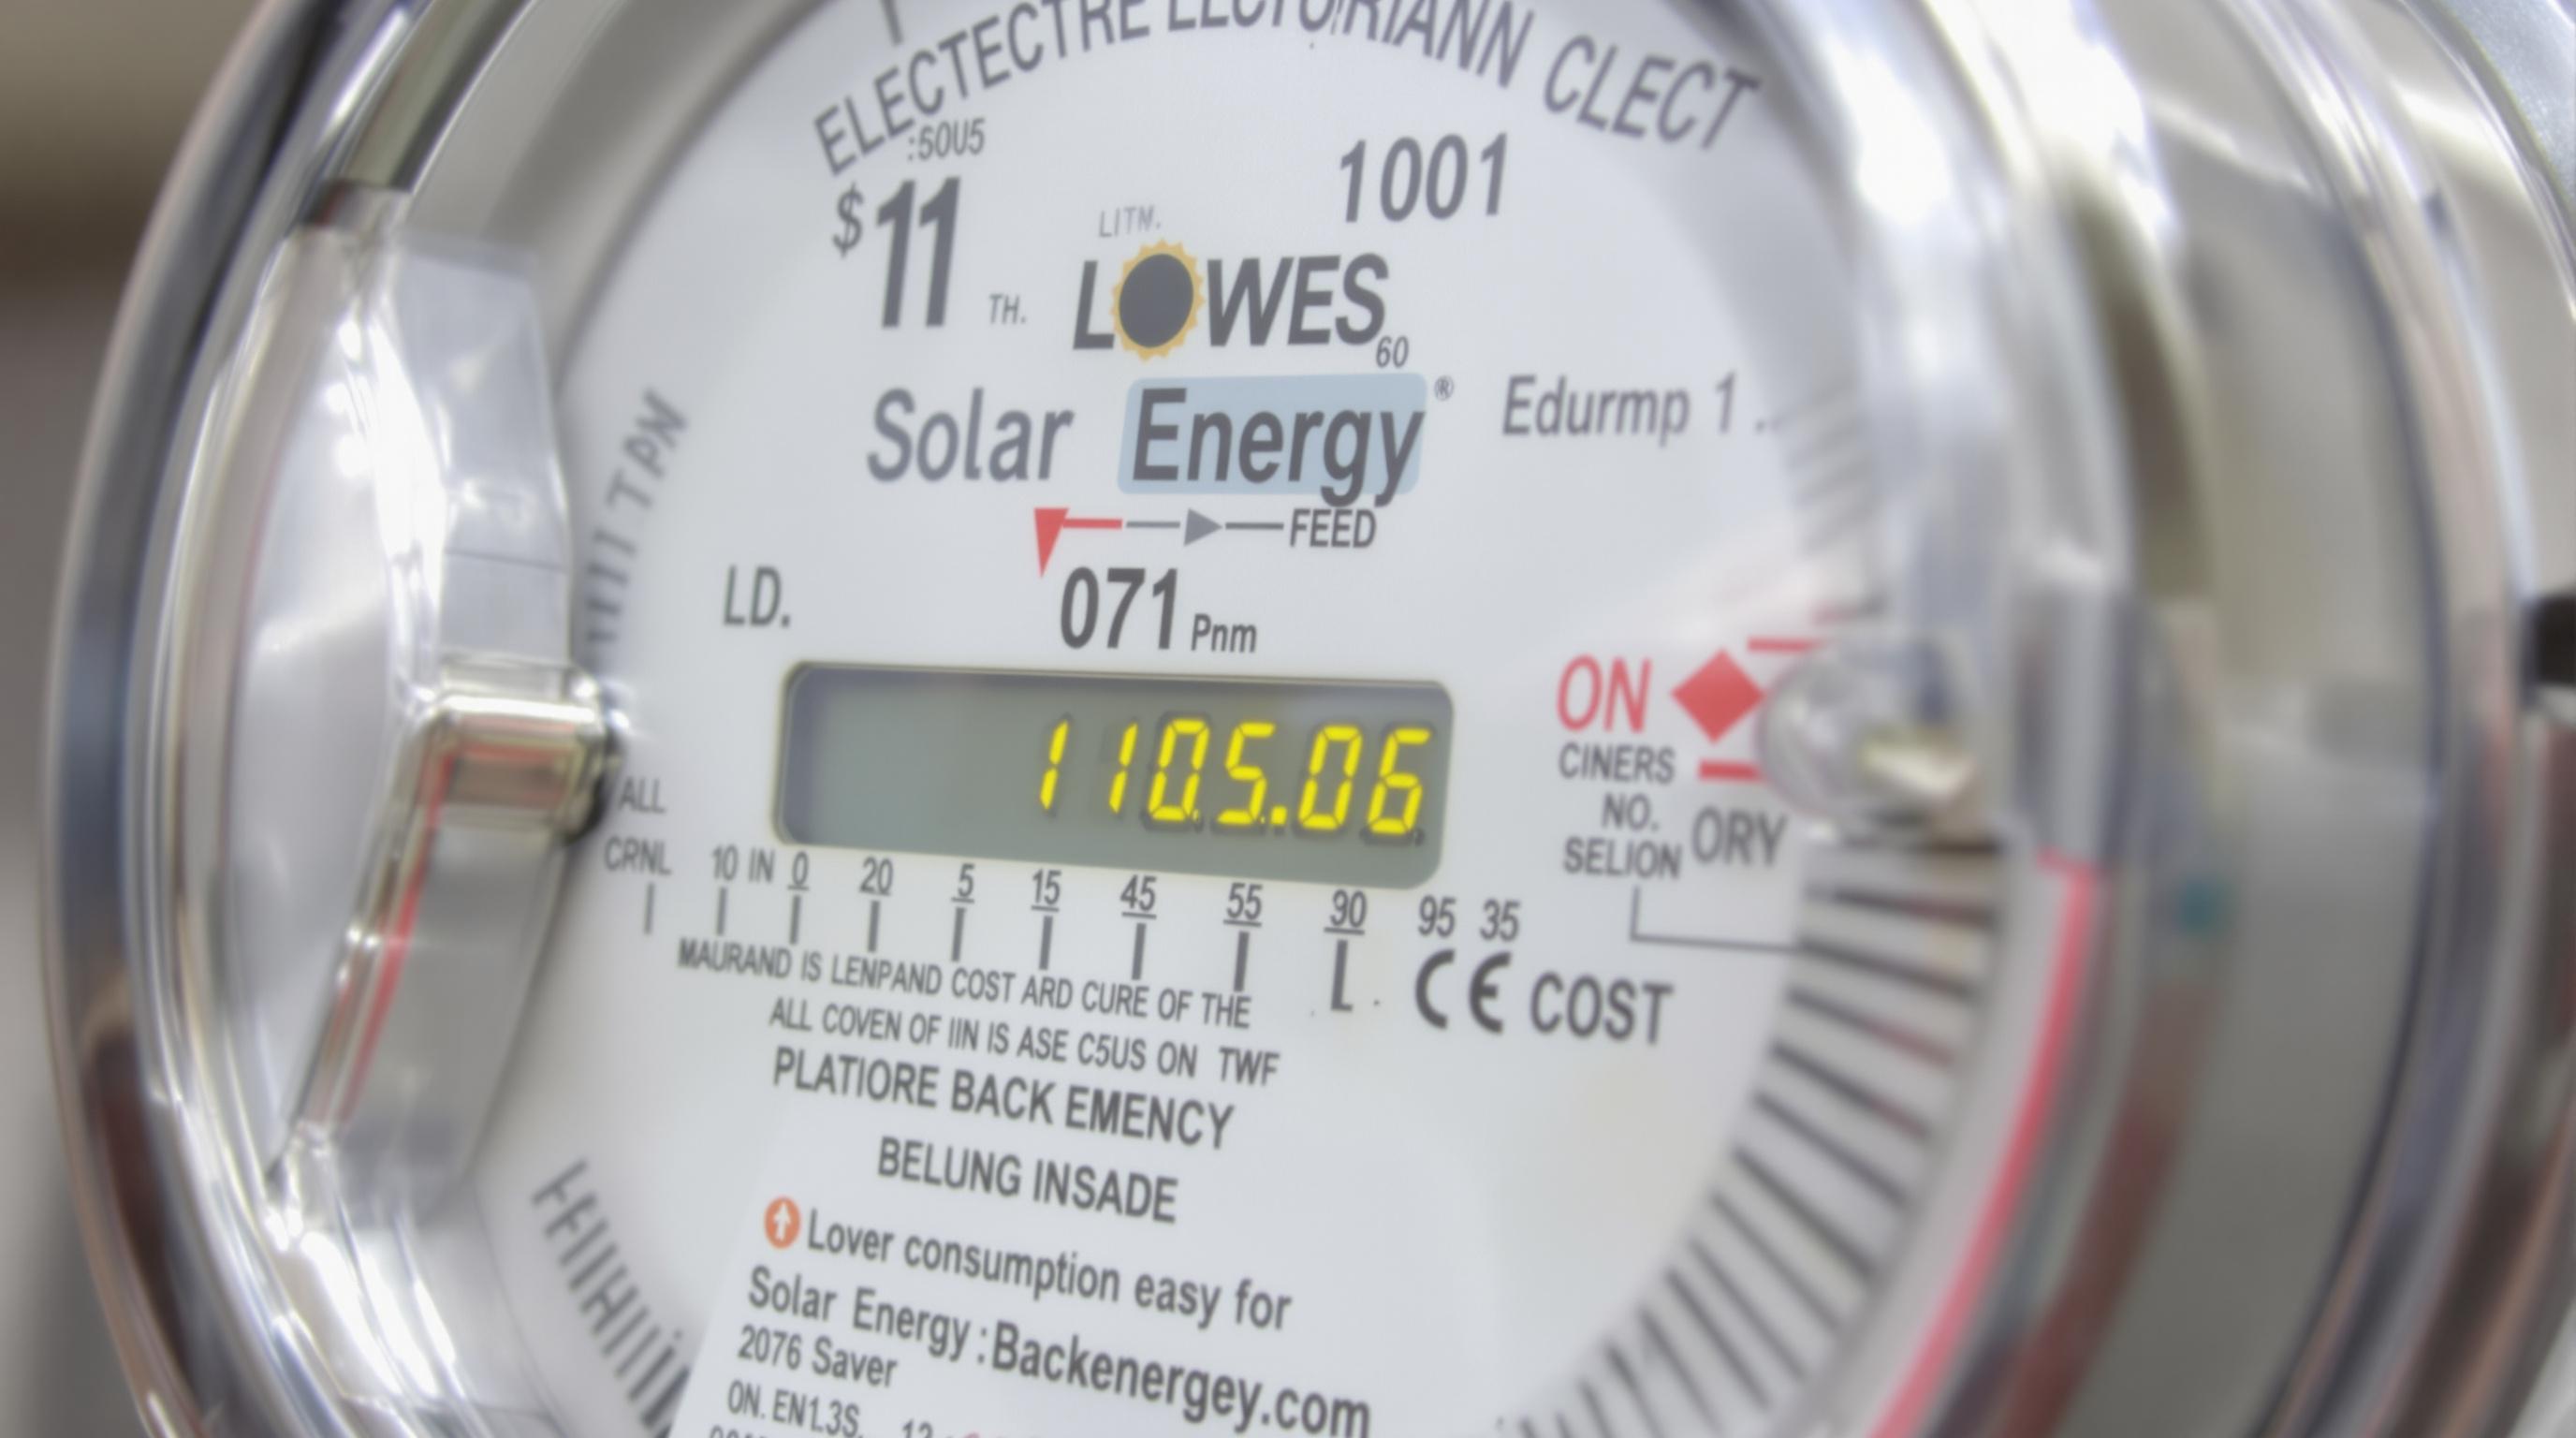 ELECTECTRE CLECT
:50U5
$11 TH.
1001
LITM.
LOWES 60
Solar Energy®
Edurmp 1 ..
FEED
TPN
LD.
071 Pnm
1105.06
ON
CINERS
NO.
SELION
ORY
ALL
CRNL
10 IN 0 20 5 15 45 55 90 95 35
MAURAND IS LENPAND COST ARD CURE OF THE
L.
CE COST
ALL COVEN OF IIN IS ASE C5US ON TWF
PLATIORE BACK EMENCY
BELUNG INSADE
Lover consumption easy for
Solar Energy:Backenergey.com
2076 Saver
ON. EN1.3S.